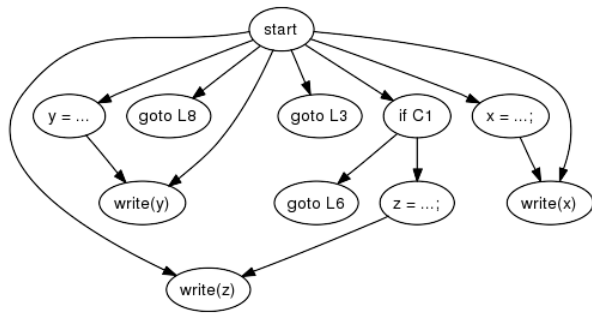 start
y = ...
goto L8
goto L3
if C1
x = ...;
write(y)
goto L6
z = ...;
write(x)
write(z)